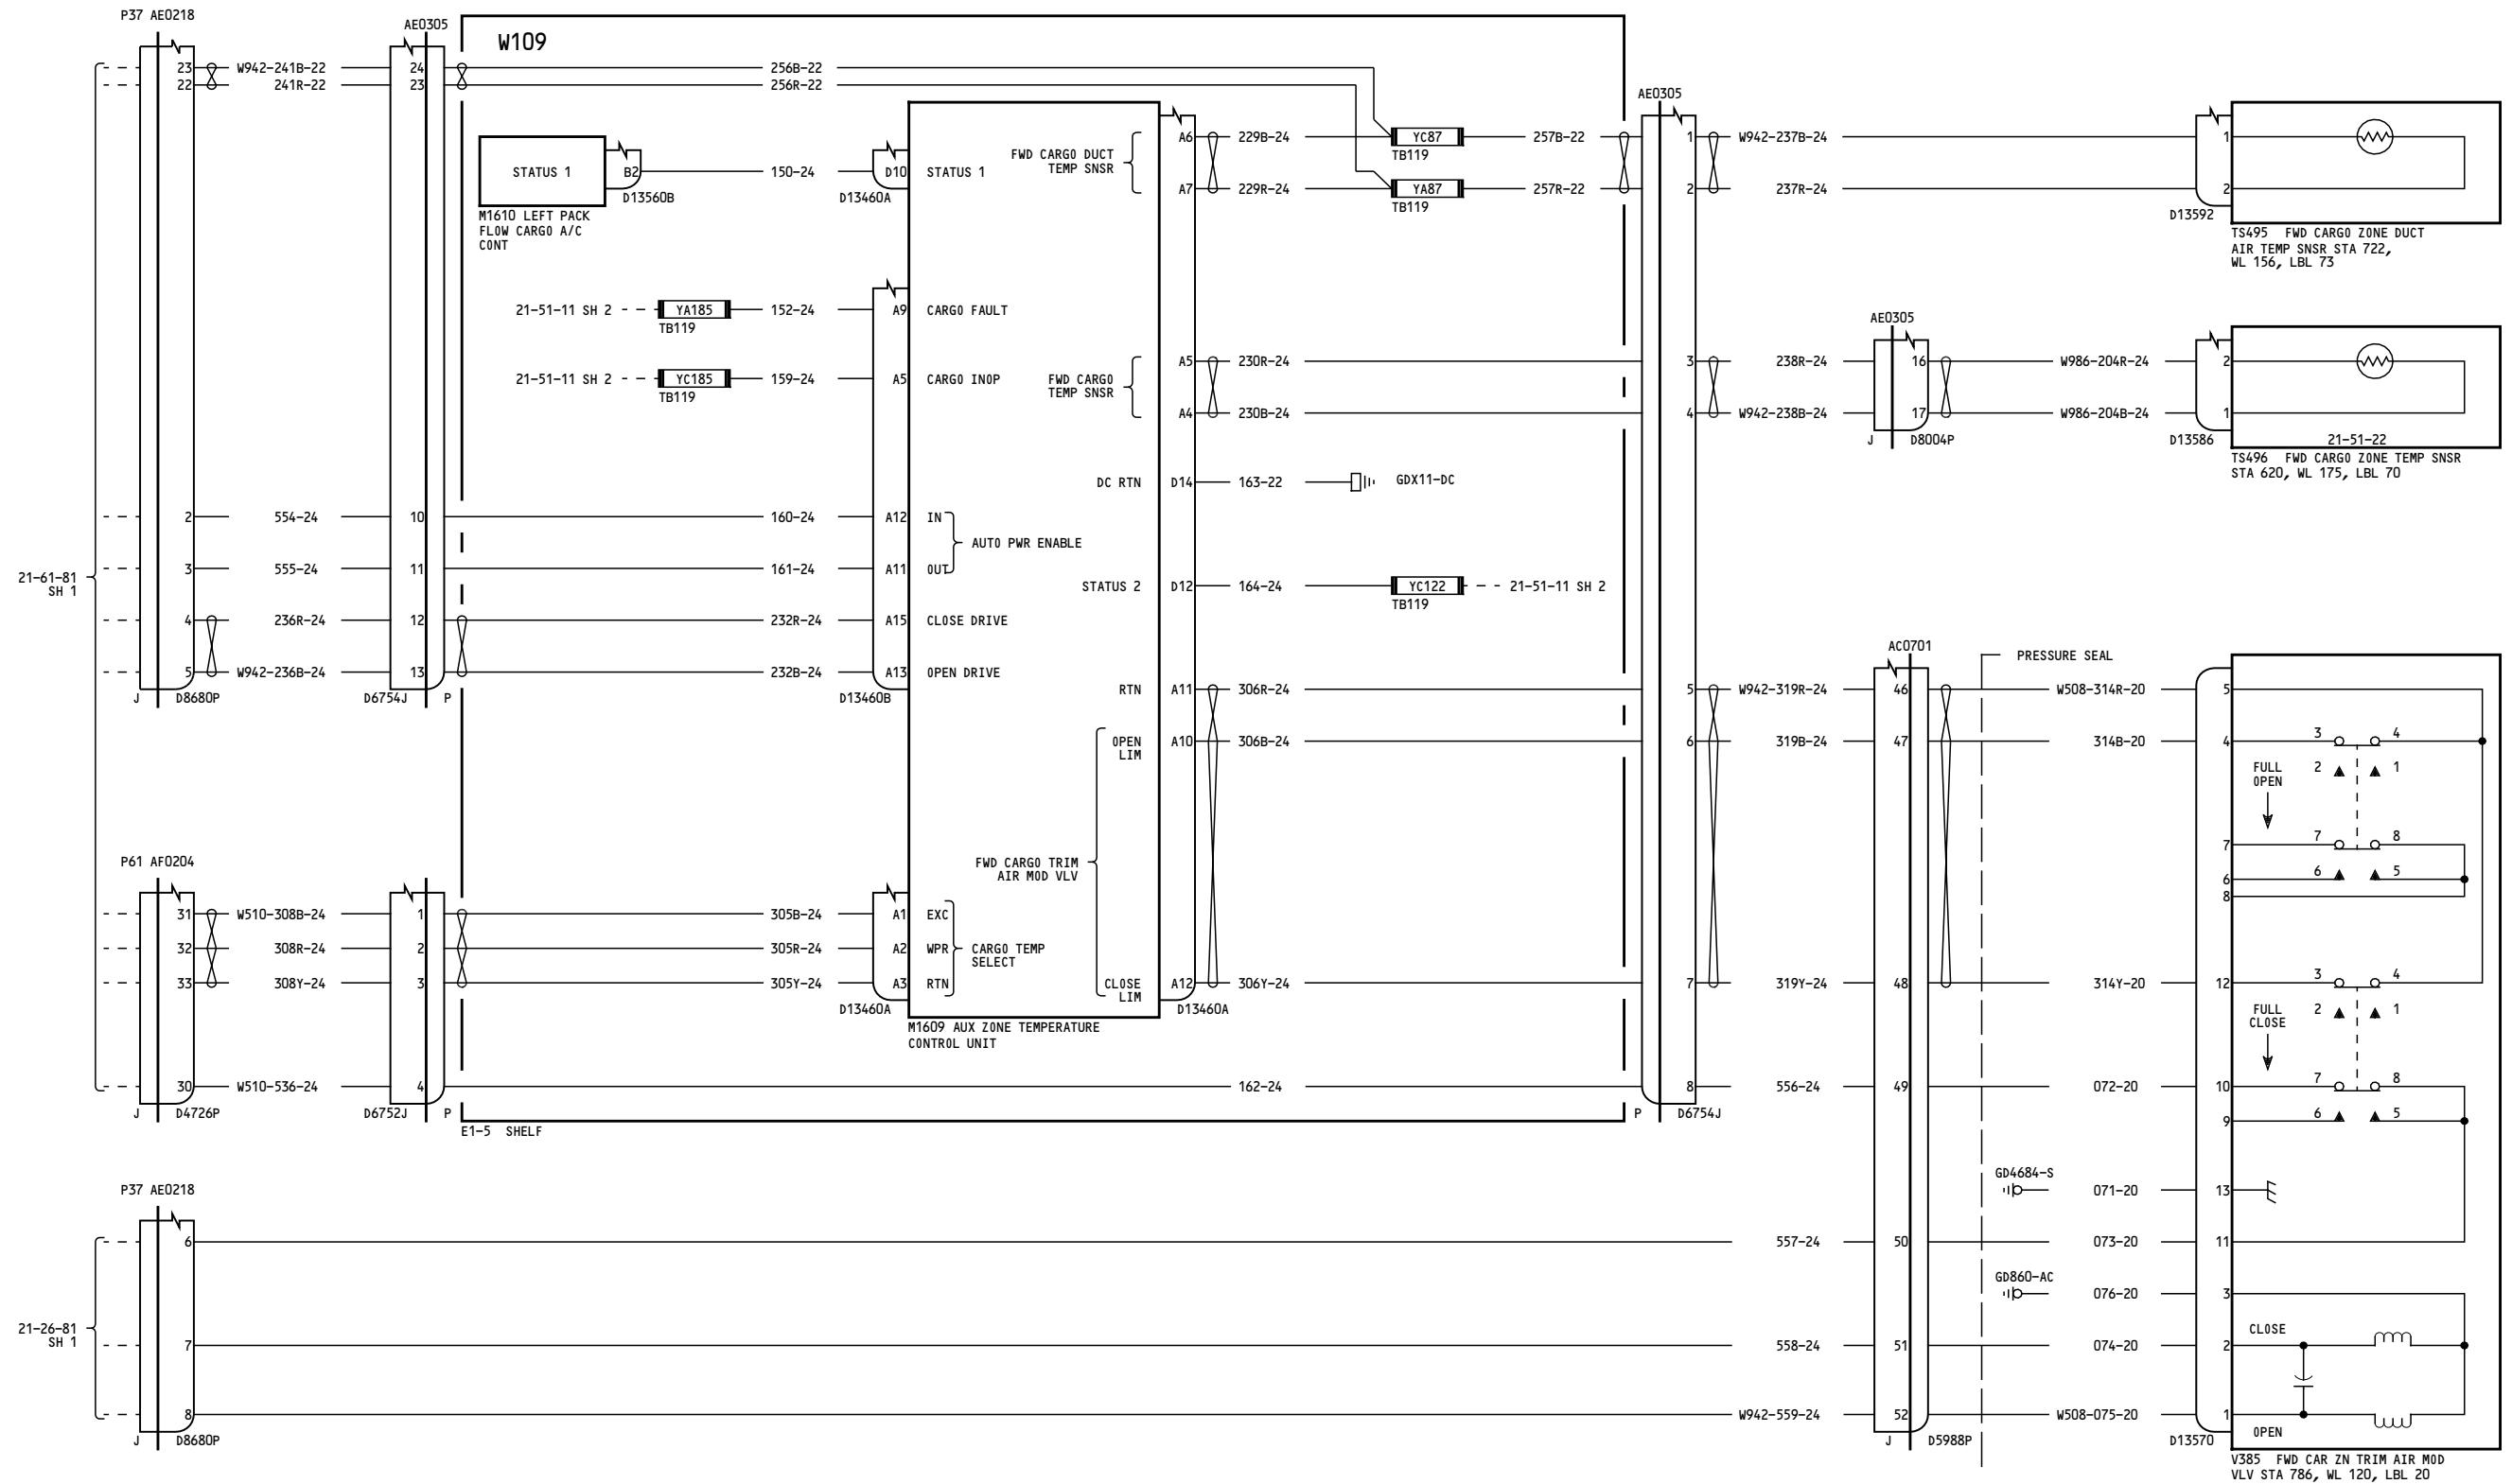 P37 AE0218
AE0305
W109
23 W942-241B-22 24 256B-22
22 241R-22 23 256R-22
AE0305
A6 229B-24 YC87 257B-22 1 W942-237B-24 1
TB119
FWD CARGO DUCT
TEMP SNSR
STATUS 1 B2 150-24 D10 STATUS 1
A7 229R-24 YA87 257R-22 2 237R-24 2
TB119
D13560B D13460A
D13592
M1610 LEFT PACK
FLOW CARGO A/C
CONT
TS495 FWD CARGO ZONE DUCT
AIR TEMP SNSR STA 722,
WL 156, LBL 73
21-51-11 SH 2 YA185 152-24 A9 CARGO FAULT
TB119
AE0305
A5 230R-24 3 238R-24 16 W986-204R-24 2
21-51-11 SH 2 YC185 159-24 A5 CARGO INOP
TB119
FWD CARGO
TEMP SNSR
A4 230B-24 4 W942-238B-24 17 W986-204B-24 1
J D8004P D13586 21-51-22
TS496 FWD CARGO ZONE TEMP SNSR
STA 620, WL 175, LBL 70
DC RTN D14 163-22 GDX11-DC
2 554-24 10 160-24 A12 IN
AUTO PWR ENABLE
3 555-24 11 161-24 A11 OUT
21-61-81
SH 1
STATUS 2 D12 164-24 YC122 21-51-11 SH 2
TB119
4 236R-24 12 232R-24 A15 CLOSE DRIVE
5 W942-236B-24 13 232B-24 A13 OPEN DRIVE
J D8680P D6754J P D13460B
AC0701
PRESSURE SEAL
RTN A11 306R-24 5 W942-319R-24 46 W508-314R-20 5
OPEN
LIM
A10 306B-24 6 319B-24 47 314B-20 4 3 4
FULL
OPEN
2 1
7 7 8
6 6 5
8
FWD CARGO TRIM
AIR MOD VLV
P61 AF0204
31 W510-308B-24 1 305B-24 A1 EXC
32 308R-24 2 305R-24 A2 WPR
CARGO TEMP
SELECT
33 308Y-24 3 305Y-24 A3 RTN
CLOSE
LIM
A12 306Y-24 7 319Y-24 48 314Y-20 12 3 4
D13460A D13460A
FULL
CLOSE
2 1
M1609 AUX ZONE TEMPERATURE
CONTROL UNIT
30 W510-536-24 4 162-24 8 556-24 49 072-20 10 7 8
J D4726P D6752J P
P D6754J
9 6 5
E1-5 SHELF
P37 AE0218
GD4684-S
071-20 13
6 557-24 50 073-20 11
GD860-AC
076-20 3
21-26-81
SH 1
CLOSE
7 558-24 51 074-20 2
8 W942-559-24 52 W508-075-20 1
J D8680P
J D5988P D13570 OPEN
V385 FWD CAR ZN TRIM AIR MOD
VLV STA 786, WL 120, LBL 20